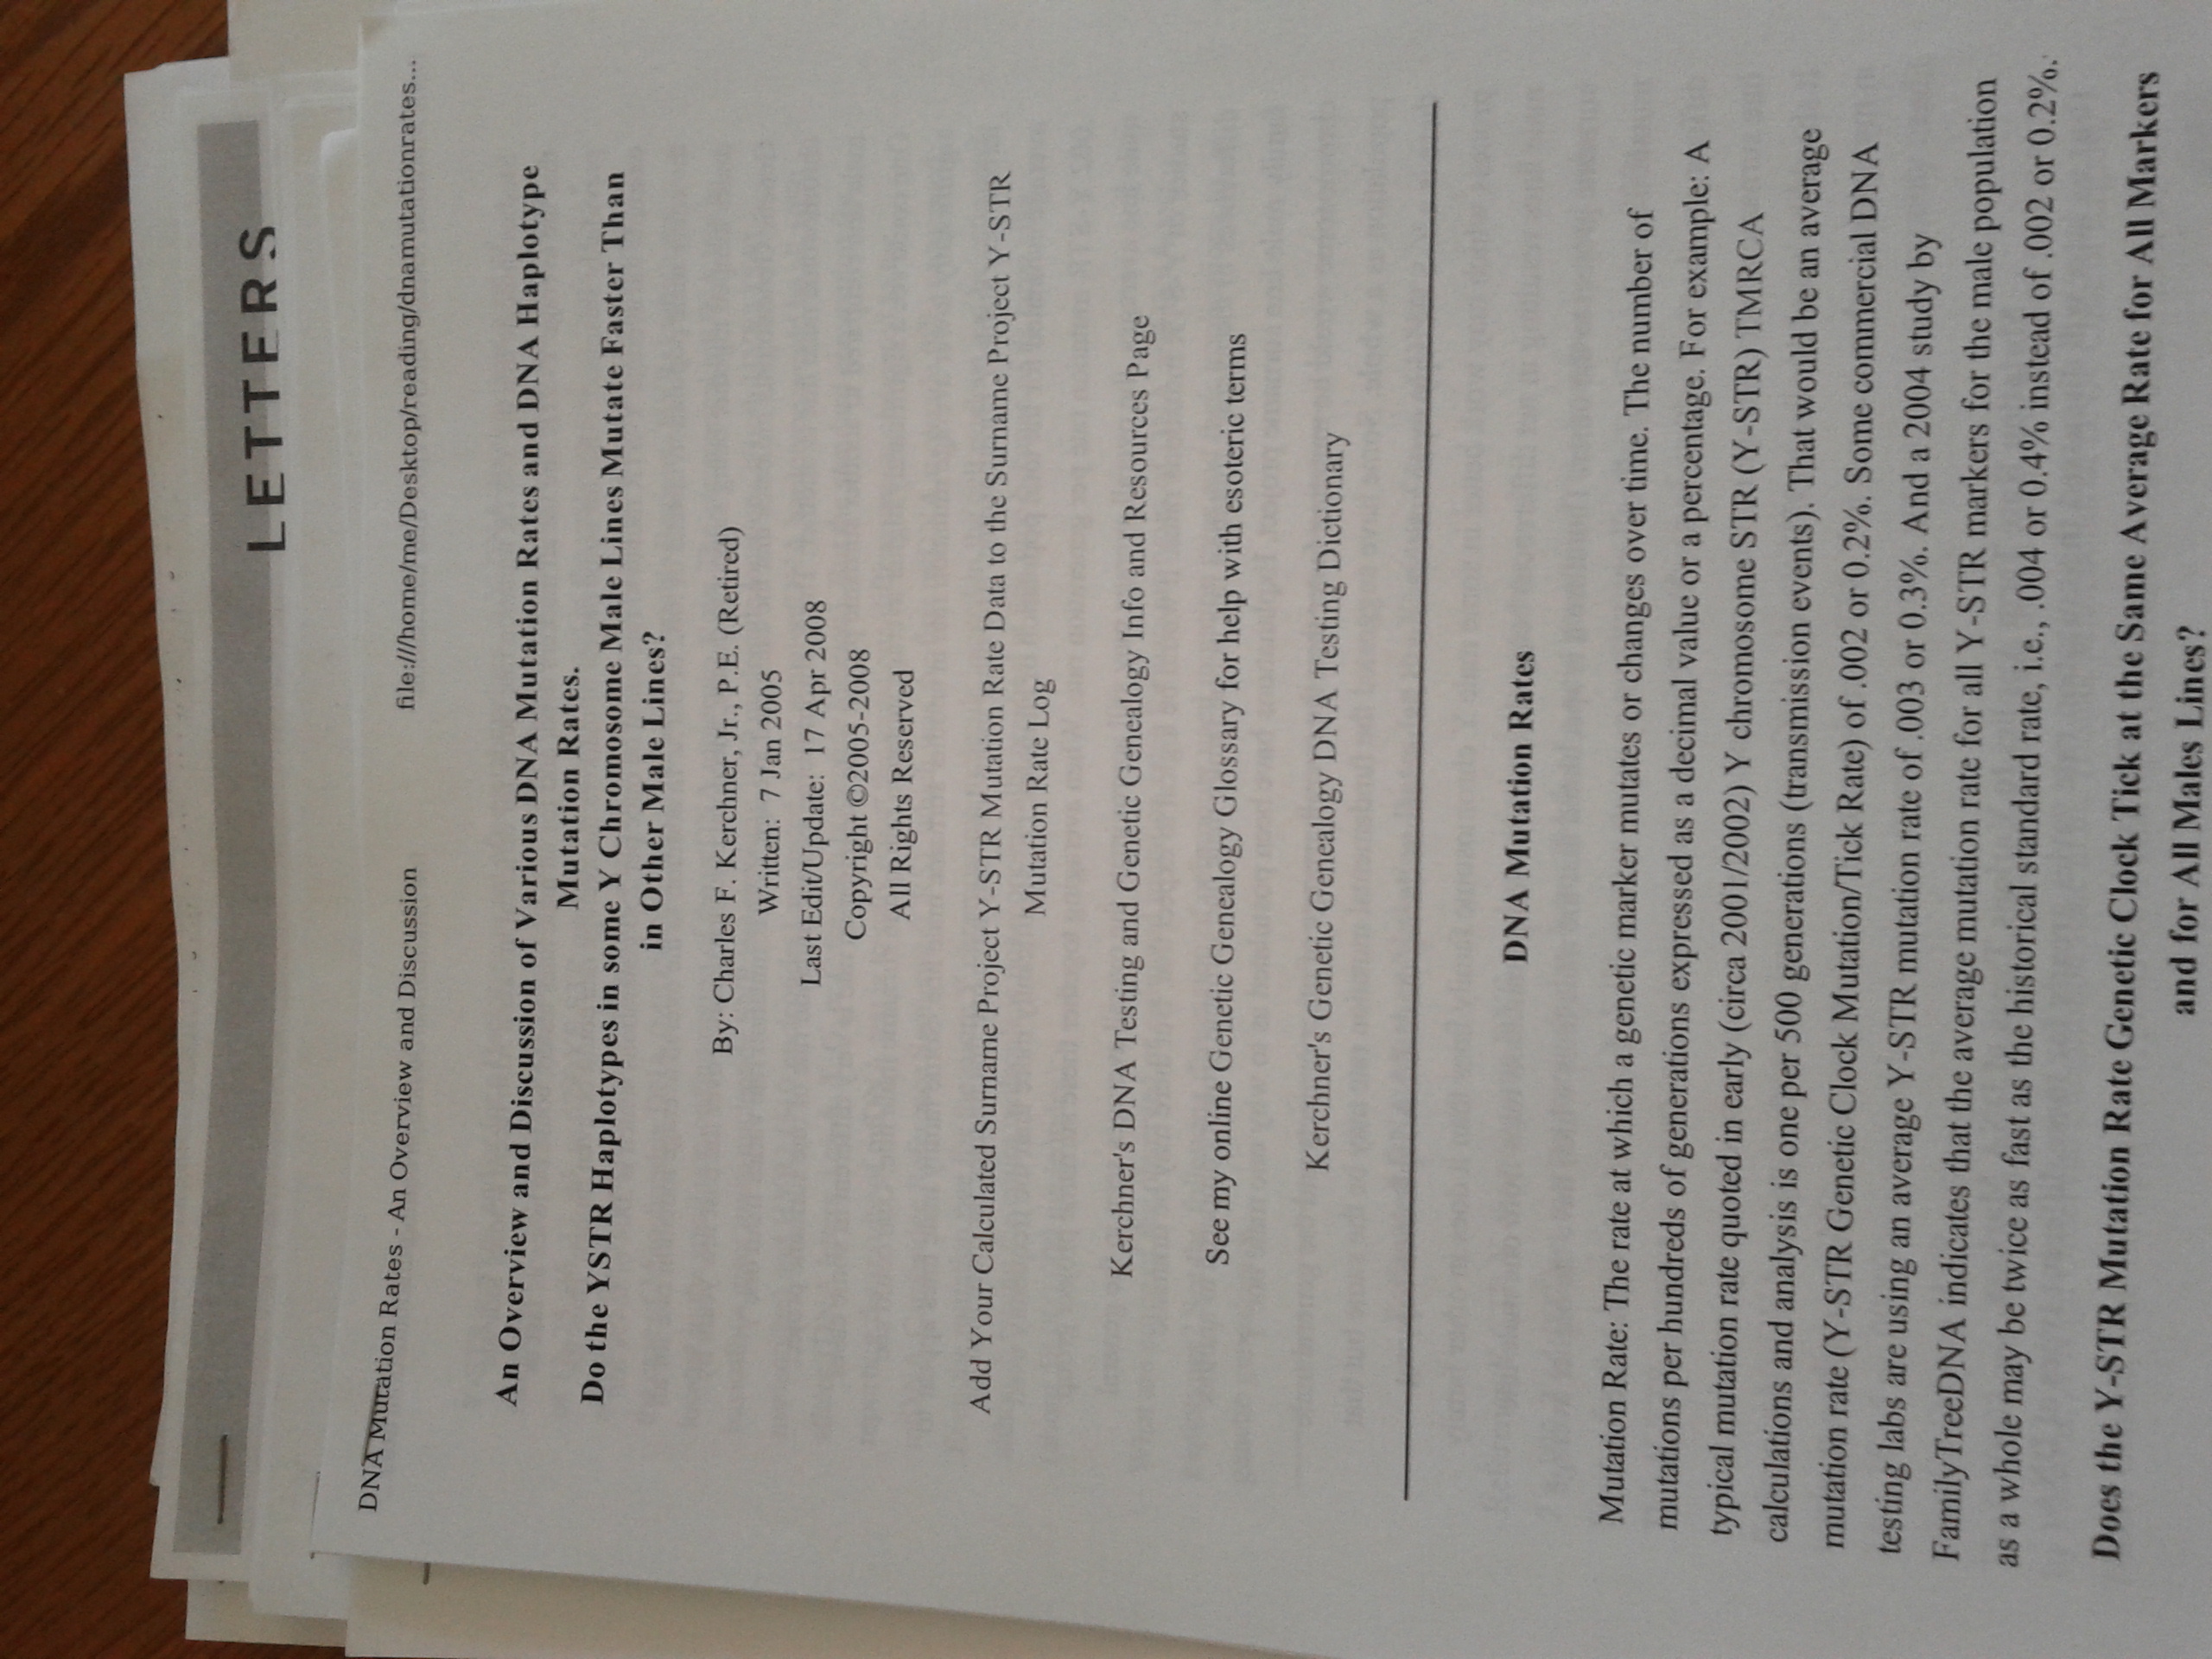 LETTERS
DNA Mutation Rates - An Overview and Discussion file:///home/me/Desktop/reading/dnamutationrates...
An Overview and Discussion of Various DNA Mutation Rates and DNA Haplotype
Mutation Rates.
Do the YSTR Haplotypes in some Y Chromosome Male Lines Mutate Faster Than
in Other Male Lines?
By: Charles F. Kerchner, Jr., P.E. (Retired)
Written: 7 Jan 2005
Last Edit/Update: 17 Apr 2008
Copyright ©2005-2008
All Rights Reserved
Add Your Calculated Surname Project Y-STR Mutation Rate Data to the Surname Project Y-STR
Mutation Rate Log
Kerchner's DNA Testing and Genetic Genealogy Info and Resources Page
See my online Genetic Genealogy Glossary for help with esoteric terms
Kerchner's Genetic Genealogy DNA Testing Dictionary
DNA Mutation Rates
Mutation Rate: The rate at which a genetic marker mutates or changes over time. The number of
mutations per hundreds of generations expressed as a decimal value or a percentage. For example: A
typical mutation rate quoted in early (circa 2001/2002) Y chromosome STR (Y-STR) TMRCA
calculations and analysis is one per 500 generations (transmission events). That would be an average
mutation rate (Y-STR Genetic Clock Mutation/Tick Rate) of .002 or 0.2%. Some commercial DNA
testing labs are using an average Y-STR mutation rate of .003 or 0.3%. And a 2004 study by
FamilyTreeDNA indicates that the average mutation rate for all Y-STR markers for the male population
as a whole may be twice as fast as the historical standard rate, i.e., .004 or 0.4% instead of .002 or 0.2%.
Does the Y-STR Mutation Rate Genetic Clock Tick at the Same Average Rate for All Markers
and for All Males Lines?